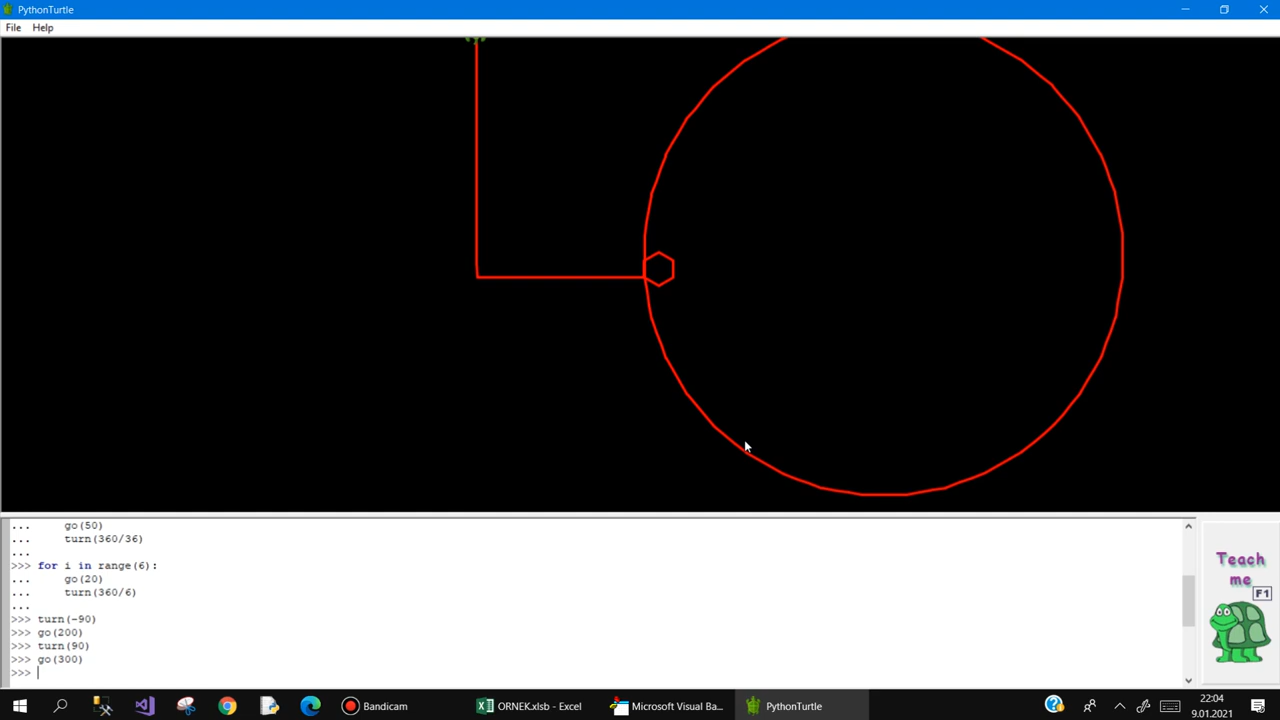 PythonTurtle
File Help
... go(50)
... turn(360/36)
...
>>> for i in range(6):
... go(20)
... turn(360/6)
...
>>> turn(-90)
>>> go(200)
>>> turn(90)
>>> go(300)
>>>
Teach
me
F1
Bandicam
ORNEK.xlsb - Excel
Microsoft Visual Ba...
PythonTurtle
22:04
9.01.2021